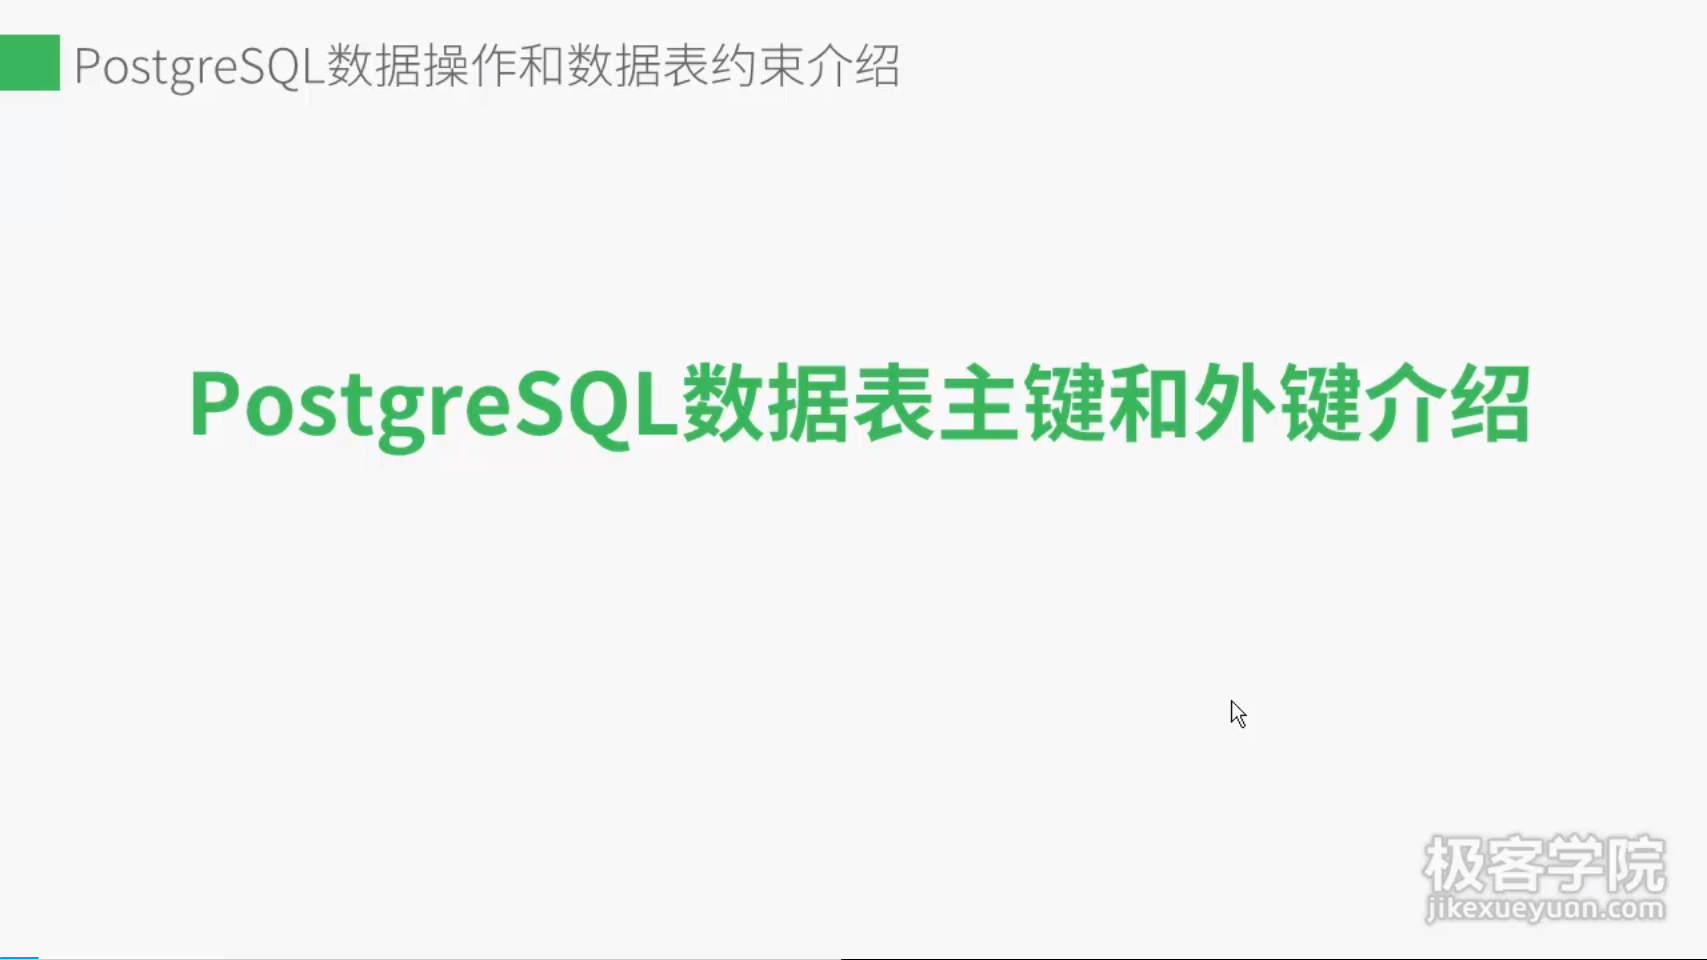 PostgreSQL数据操作和数据表约束介绍
PostgreSQL数据表主键和外键介绍
极客学院
jikexueyuan.com